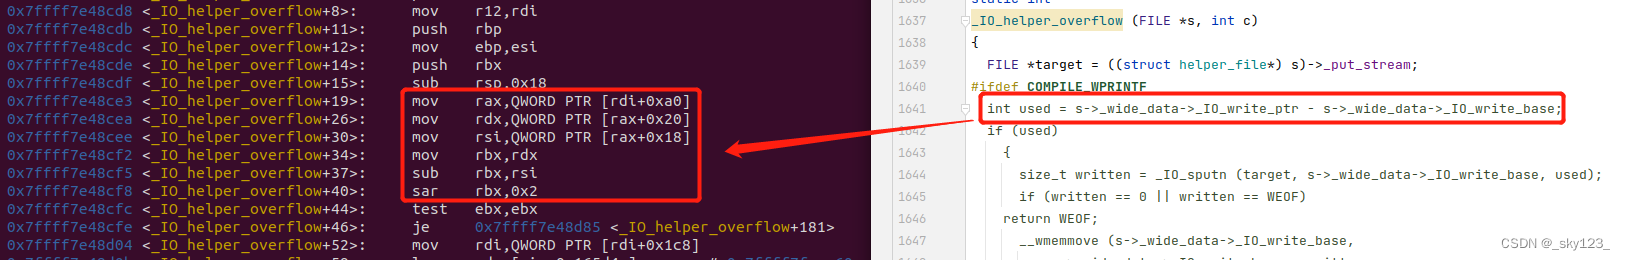 0x7ffff7e48cd8 <_IO_helper_overflow+8>: mov r12,rdi
0x7ffff7e48cdb <_IO_helper_overflow+11>: push rbp
0x7ffff7e48cdc <_IO_helper_overflow+12>: mov ebp,esi
0x7ffff7e48cde <_IO_helper_overflow+14>: push rbx
0x7ffff7e48cdf <_IO_helper_overflow+15>: sub rsp,0x18
0x7ffff7e48ce3 <_IO_helper_overflow+19>: mov rax,QWORD PTR [rdi+0xa0]
0x7ffff7e48cea <_IO_helper_overflow+26>: mov rdx,QWORD PTR [rax+0x20]
0x7ffff7e48cee <_IO_helper_overflow+30>: mov rsi,QWORD PTR [rax+0x18]
0x7ffff7e48cf2 <_IO_helper_overflow+34>: mov rbx,rdx
0x7ffff7e48cf5 <_IO_helper_overflow+37>: sub rbx,rsi
0x7ffff7e48cf8 <_IO_helper_overflow+40>: sar rbx,0x2
0x7ffff7e48cfc <_IO_helper_overflow+44>: test ebx,ebx
0x7ffff7e48cfe <_IO_helper_overflow+46>: je 0x7ffff7e48d85 <_IO_helper_overflow+181>
0x7ffff7e48d04 <_IO_helper_overflow+52>: mov rdi,QWORD PTR [rdi+0x1c8]
1637 _IO_helper_overflow (FILE *s, int c)
1638 {
1639 FILE *target = ((struct helper_file*) s)->_put_stream;
1640 #ifdef COMPILE_WPRINTF
1641 int used = s->_wide_data->_IO_write_ptr - s->_wide_data->_IO_write_base;
1642 if (used)
1643 {
1644 size_t written = _IO_sputn (target, s->_wide_data->_IO_write_base, used);
1645 if (written == 0 || written == WEOF)
1646 return WEOF;
1647 __wmemmove (s->_wide_data->_IO_write_base,
CSDN @_sky123_